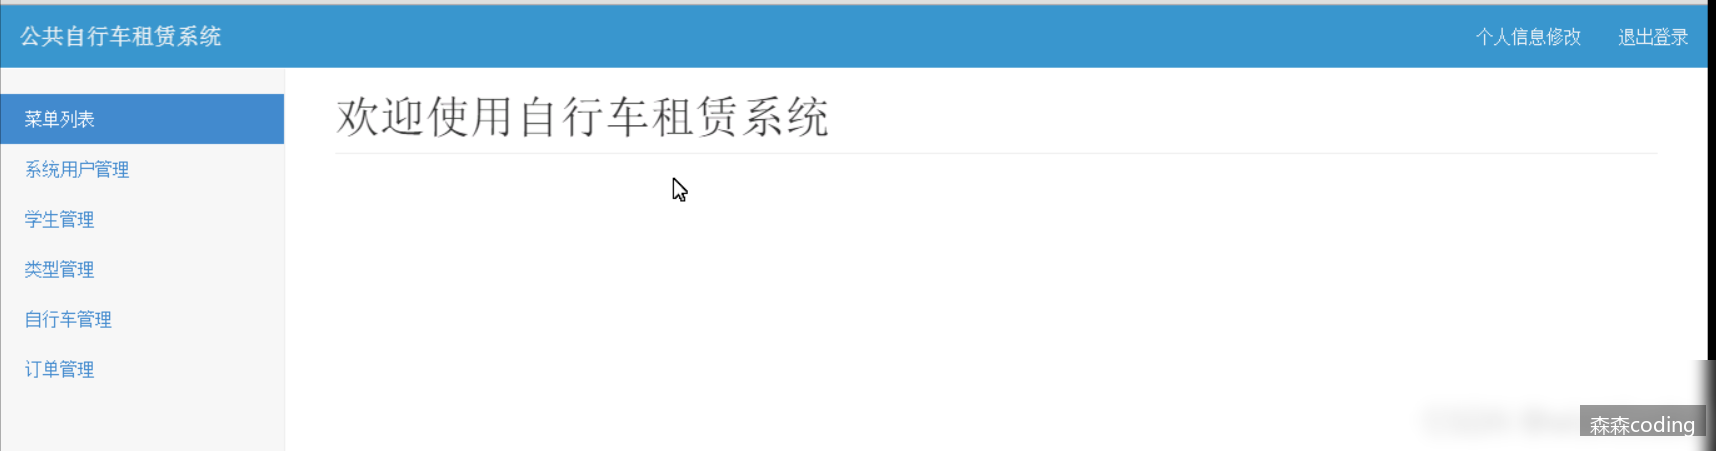 公共自行车租赁系统
个人信息修改 退出登录
菜单列表
系统用户管理
学生管理
类型管理
自行车管理
订单管理
欢迎使用自行车租赁系统
森森coding